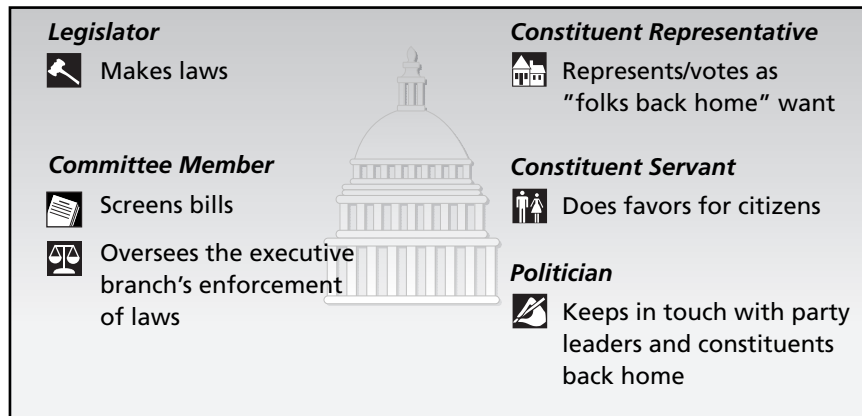 Legislator
Makes laws
Committee Member
Screens bills
Oversees the executive
branch’s enforcement
of laws
Constituent Representative
Represents/votes as
”folks back home” want
Constituent Servant
Does favors for citizens
Politician
Keeps in touch with party
leaders and constituents
back home